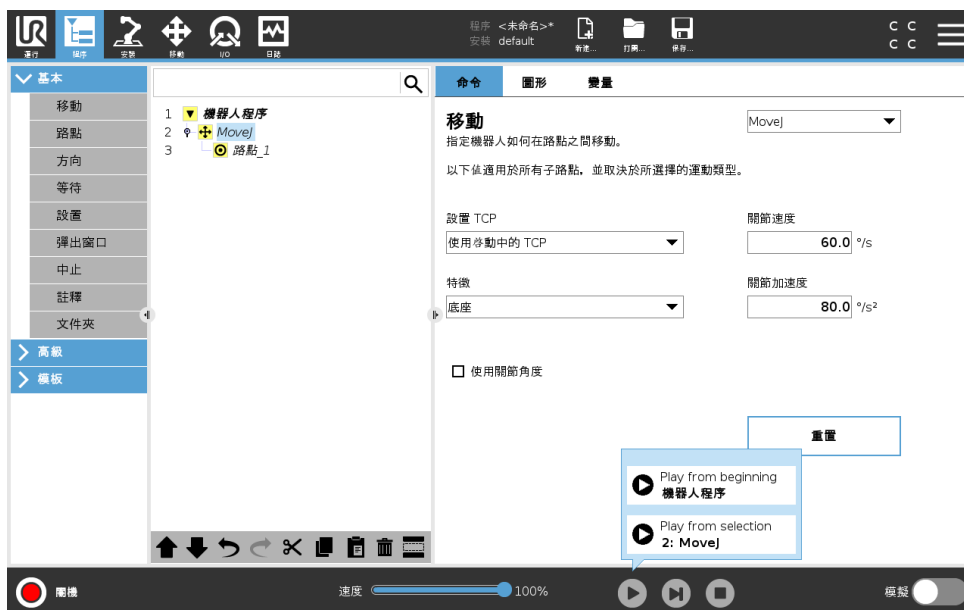 UR
運行
程序
安裝
移動
I/O
日誌
程序 <未命名>*
安裝 default
新建...
打開...
保存...
C C
C C
基本
移動
路點
方向
等待
設置
彈出窗口
中止
註釋
文件夾
高級
模板
1 機器人程序
2 MoveJ
3 路點_1
命令 圖形 變量
移動
MoveJ
指定機器人如何在路點之間移動。
以下值適用於所有子路點，並取決於所選擇的運動類型。
設置 TCP
關節速度
使用移動中的 TCP
60.0 °/s
特徵
關節加速度
底座
80.0 °/s²
使用關節角度
重置
Play from beginning
機器人程序
Play from selection
2: MoveJ
關機
速度
100%
模擬